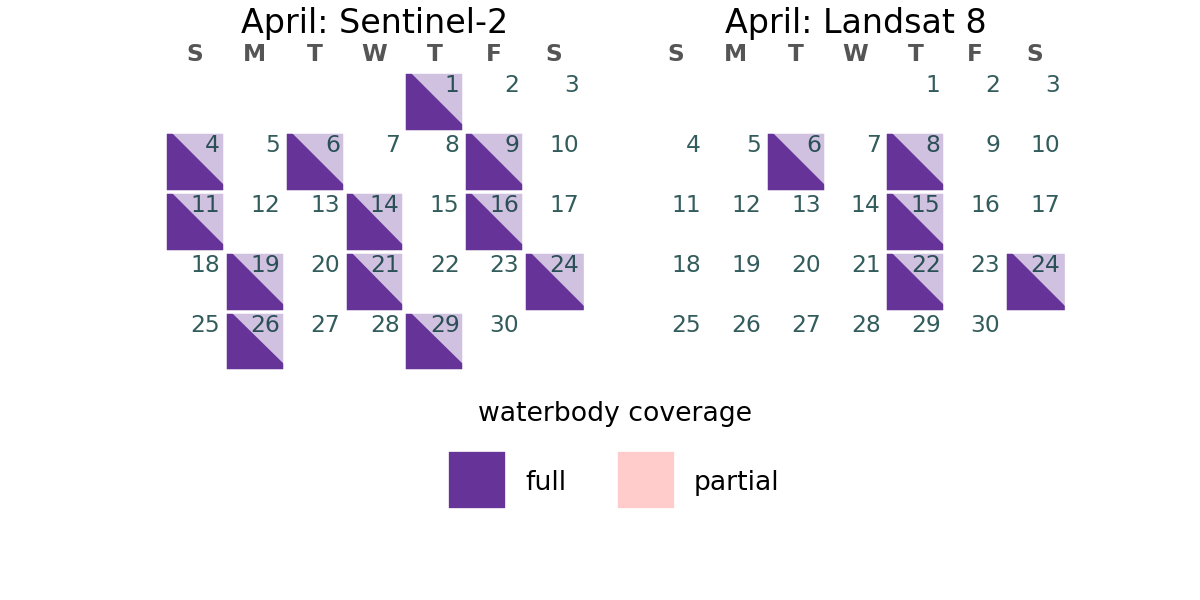 April: Sentinel-2
S M T W T F S
1 2 3
4 5 6 7 8 9 10
11 12 13 14 15 16 17
18 19 20 21 22 23 24
25 26 27 28 29 30
April: Landsat 8
S M T W T F S
1 2 3
4 5 6 7 8 9 10
11 12 13 14 15 16 17
18 19 20 21 22 23 24
25 26 27 28 29 30
waterbody coverage
full partial